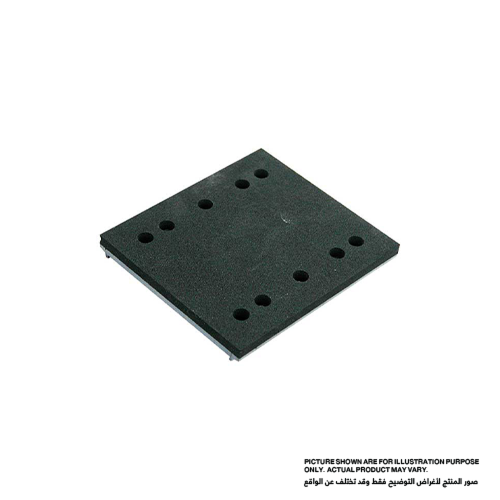 PICTURE SHOWN ARE FOR ILLUSTRATION PURPOSE
ONLY. ACTUAL PRODUCT MAY VARY.
صور المنتج لأغراض التوضيح فقط وقد تختلف عن الواقع